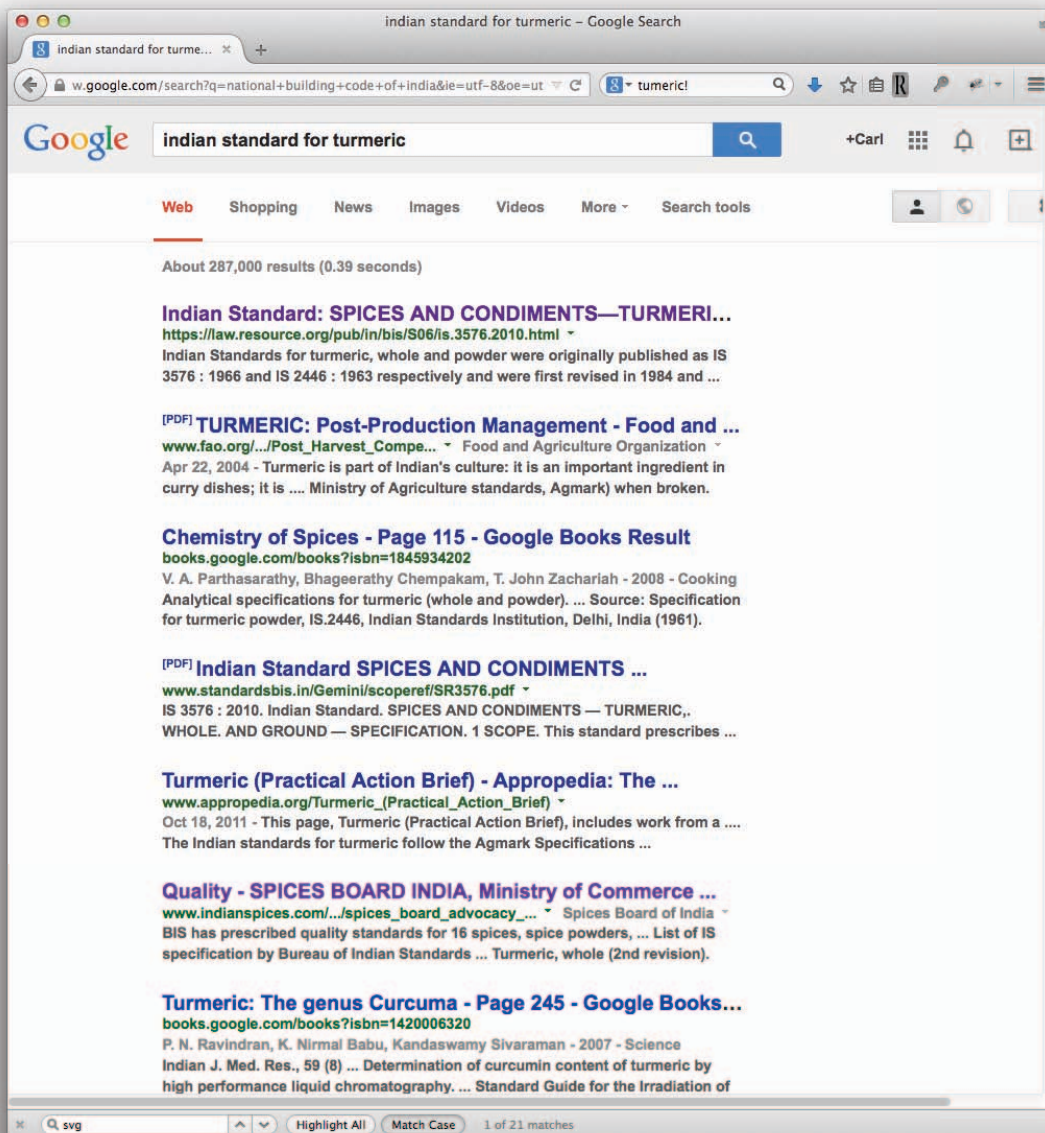 indian standard for turmeric – Google Search
indian standard for turme... × +
w.google.com/search?q=national+building+code+of+india&ie=utf-8&oe=ut tumeric!
Google indian standard for turmeric +Carl
Web Shopping News Images Videos More Search tools
About 287,000 results (0.39 seconds)
Indian Standard: SPICES AND CONDIMENTS—TURMERI...
https://law.resource.org/pub/in/bis/S06/is.3576.2010.html
Indian Standards for turmeric, whole and powder were originally published as IS
3576 : 1966 and IS 2446 : 1963 respectively and were first revised in 1984 and ...
[PDF] TURMERIC: Post-Production Management - Food and ...
www.fao.org/.../Post_Harvest_Compe... Food and Agriculture Organization
Apr 22, 2004 - Turmeric is part of Indian's culture: it is an important ingredient in
curry dishes; it is .... Ministry of Agriculture standards, Agmark) when broken.
Chemistry of Spices - Page 115 - Google Books Result
books.google.com/books?isbn=1845934202
V. A. Parthasarathy, Bhageerathy Chempakam, T. John Zachariah - 2008 - Cooking
Analytical specifications for turmeric (whole and powder). ... Source: Specification
for turmeric powder, IS.2446, Indian Standards Institution, Delhi, India (1961).
[PDF] Indian Standard SPICES AND CONDIMENTS ...
www.standardsbis.in/Gemini/scoperef/SR3576.pdf
IS 3576 : 2010. Indian Standard. SPICES AND CONDIMENTS — TURMERIC,.
WHOLE. AND GROUND — SPECIFICATION. 1 SCOPE. This standard prescribes ...
Turmeric (Practical Action Brief) - Appropedia: The ...
www.appropedia.org/Turmeric_(Practical_Action_Brief)
Oct 18, 2011 - This page, Turmeric (Practical Action Brief), includes work from a ....
The Indian standards for turmeric follow the Agmark Specifications ...
Quality - SPICES BOARD INDIA, Ministry of Commerce ...
www.indianspices.com/.../spices_board_advocacy_... Spices Board of India
BIS has prescribed quality standards for 16 spices, spice powders, ... List of IS
specification by Bureau of Indian Standards ... Turmeric, whole (2nd revision).
Turmeric: The genus Curcuma - Page 245 - Google Books...
books.google.com/books?isbn=1420006320
P. N. Ravindran, K. Nirmal Babu, Kandaswamy Sivaraman - 2007 - Science
Indian J. Med. Res., 59 (8) ... Determination of curcumin content of turmeric by
high performance liquid chromatography. ... Standard Guide for the Irradiation of
svg Highlight All Match Case 1 of 21 matches